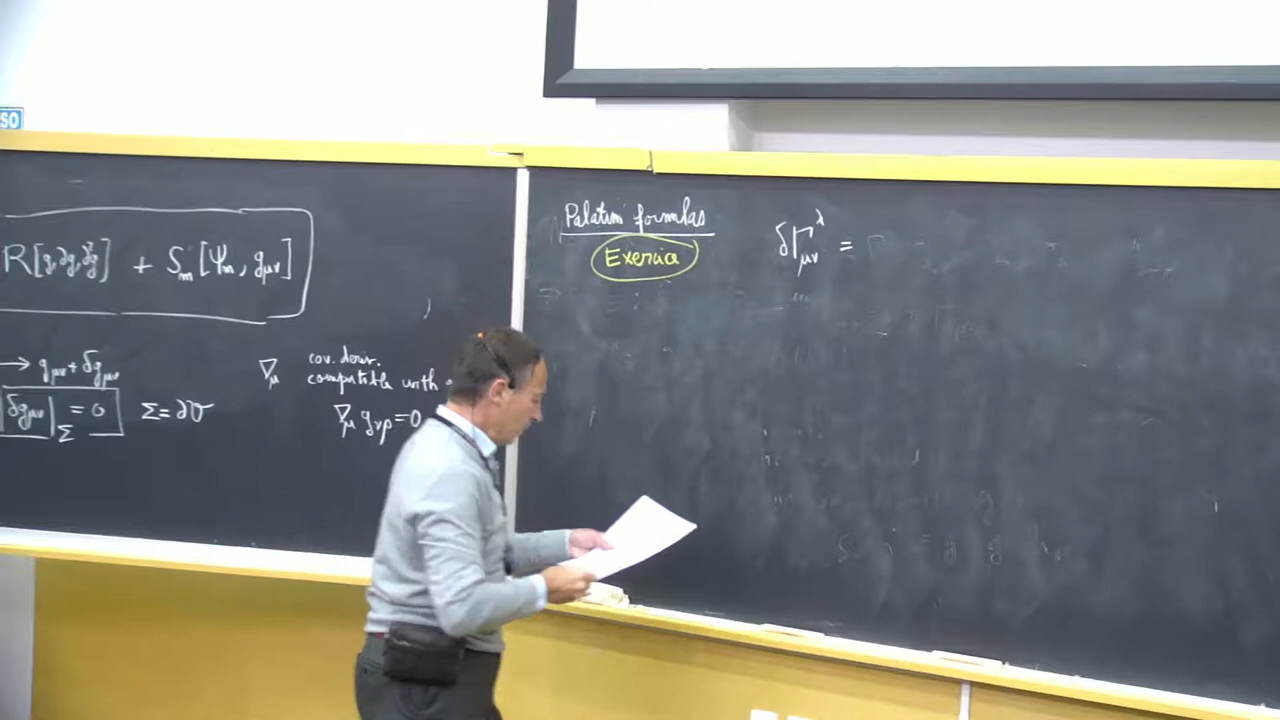 SO
R[g,∂g,∂²g] + S_m[Ψ_m, g_μν]
→ g_μν + δg_μν
δg_μν|_Σ = 0 Σ=∂𝒱
∇_μ cov. deriv.
compatible with
∇_μ g_νρ = 0
Palatini formulas
Exercice
δΓ^λ_μν =